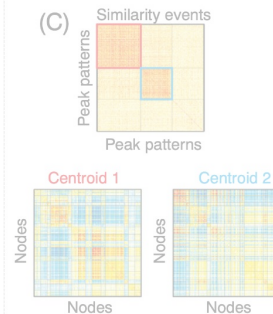 (C)
Similarity events
Peak patterns
Peak patterns
Centroid 1
Centroid 2
Nodes
Nodes
Nodes
Nodes